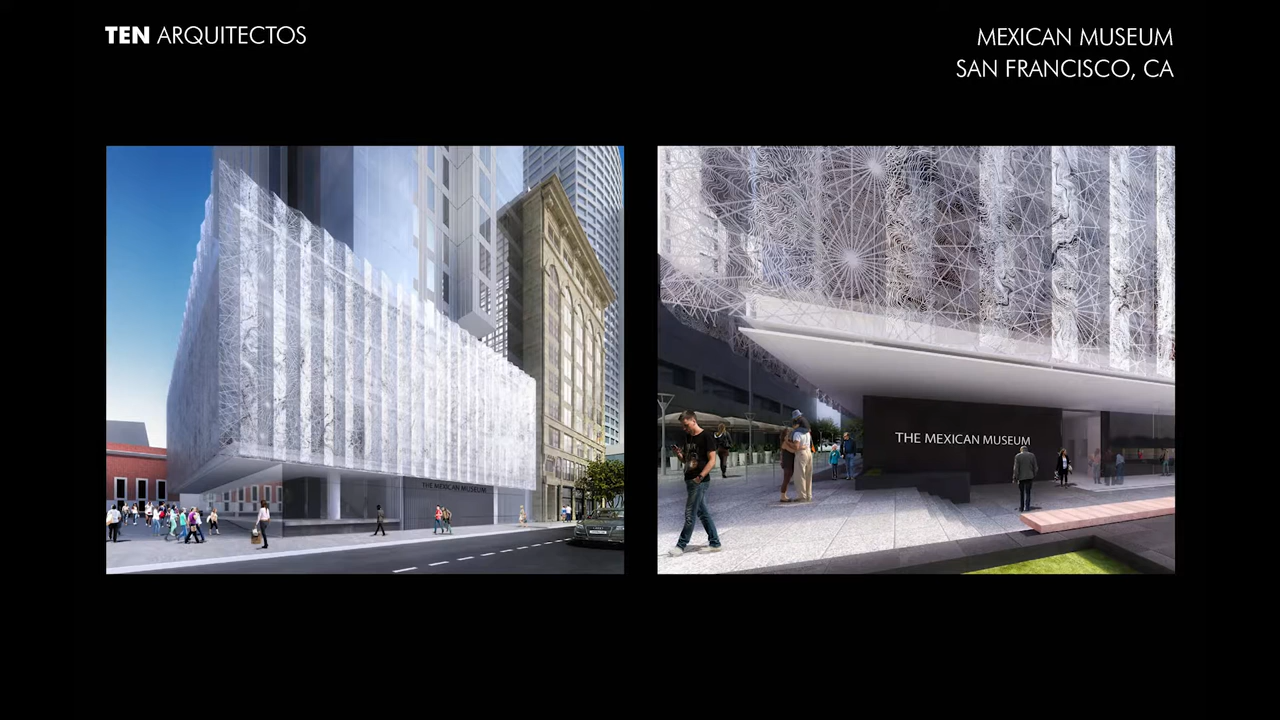 TEN ARQUITECTOS
MEXICAN MUSEUM
SAN FRANCISCO, CA
THE MEXICAN MUSEUM
THE MEXICAN MUSEUM